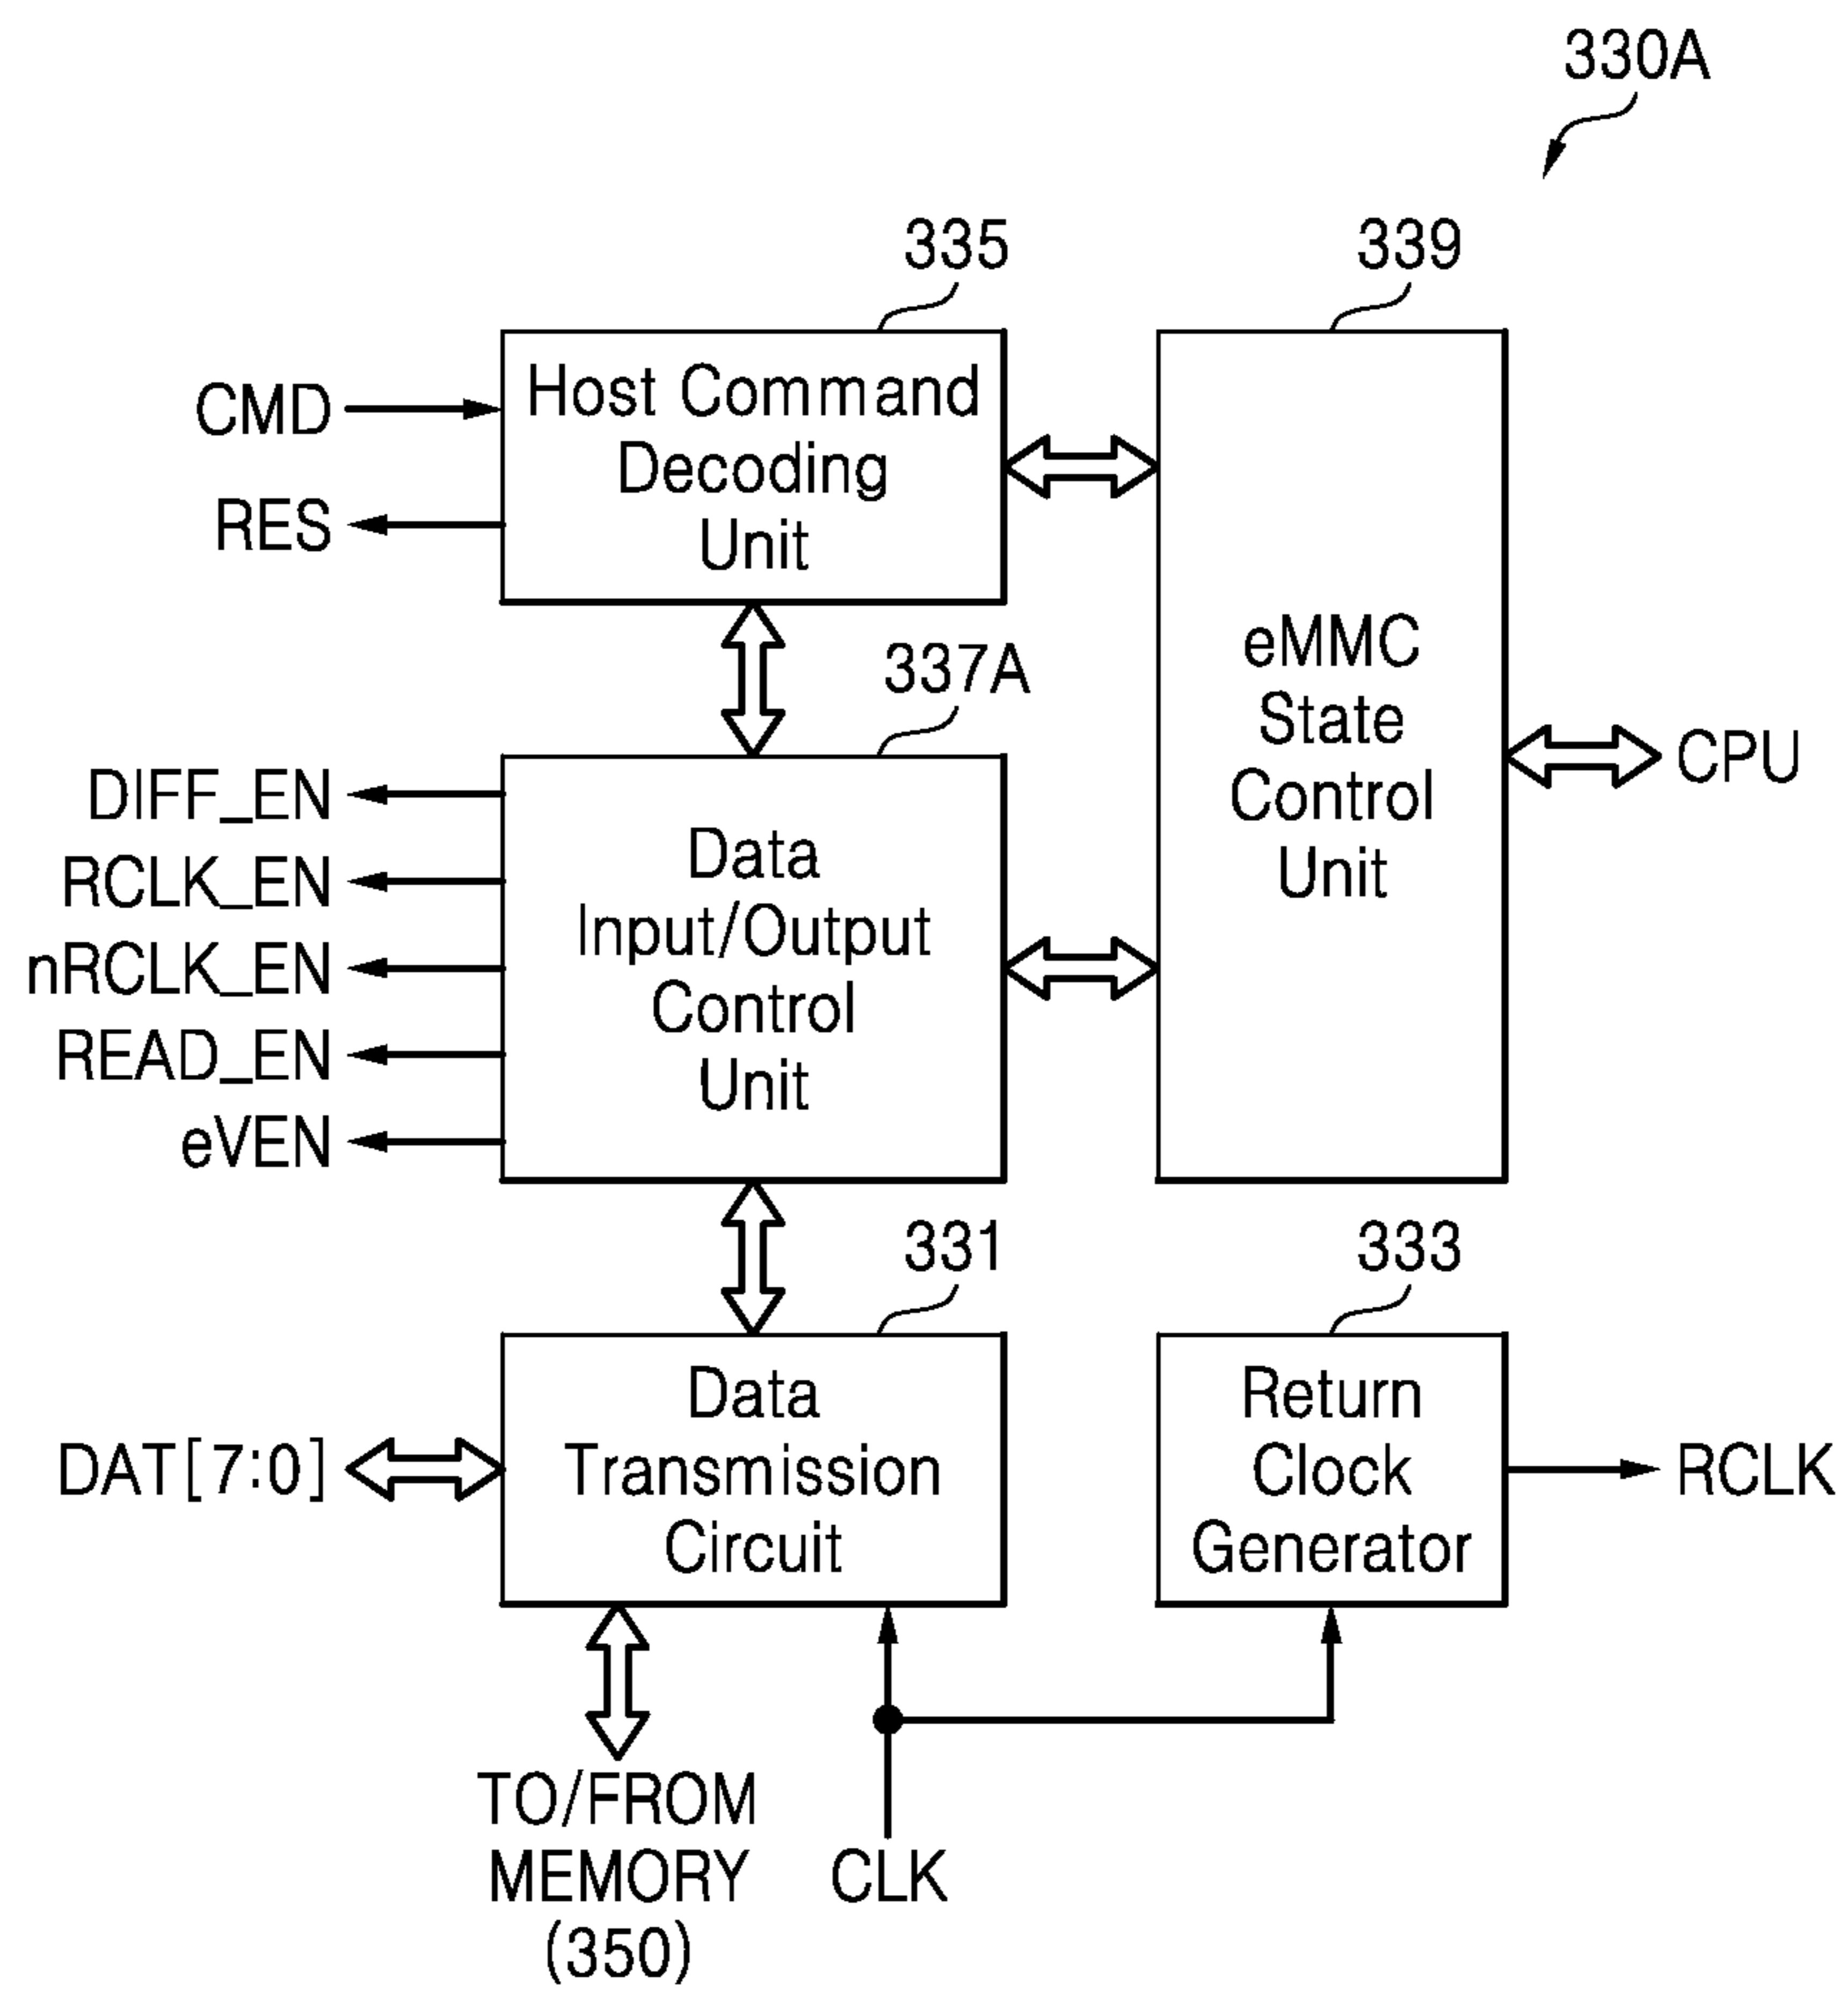 330A
335
339
CMD
RES
Host Command
Decoding
Unit
337A
eMMC
State
Control
Unit
CPU
DIFF_EN
RCLK_EN
nRCLK_EN
READ_EN
eVEN
Data
Input/Output
Control
Unit
331
333
DAT[7:0]
Data
Transmission
Circuit
Return
Clock
Generator
RCLK
TO/FROM
MEMORY
(350)
CLK